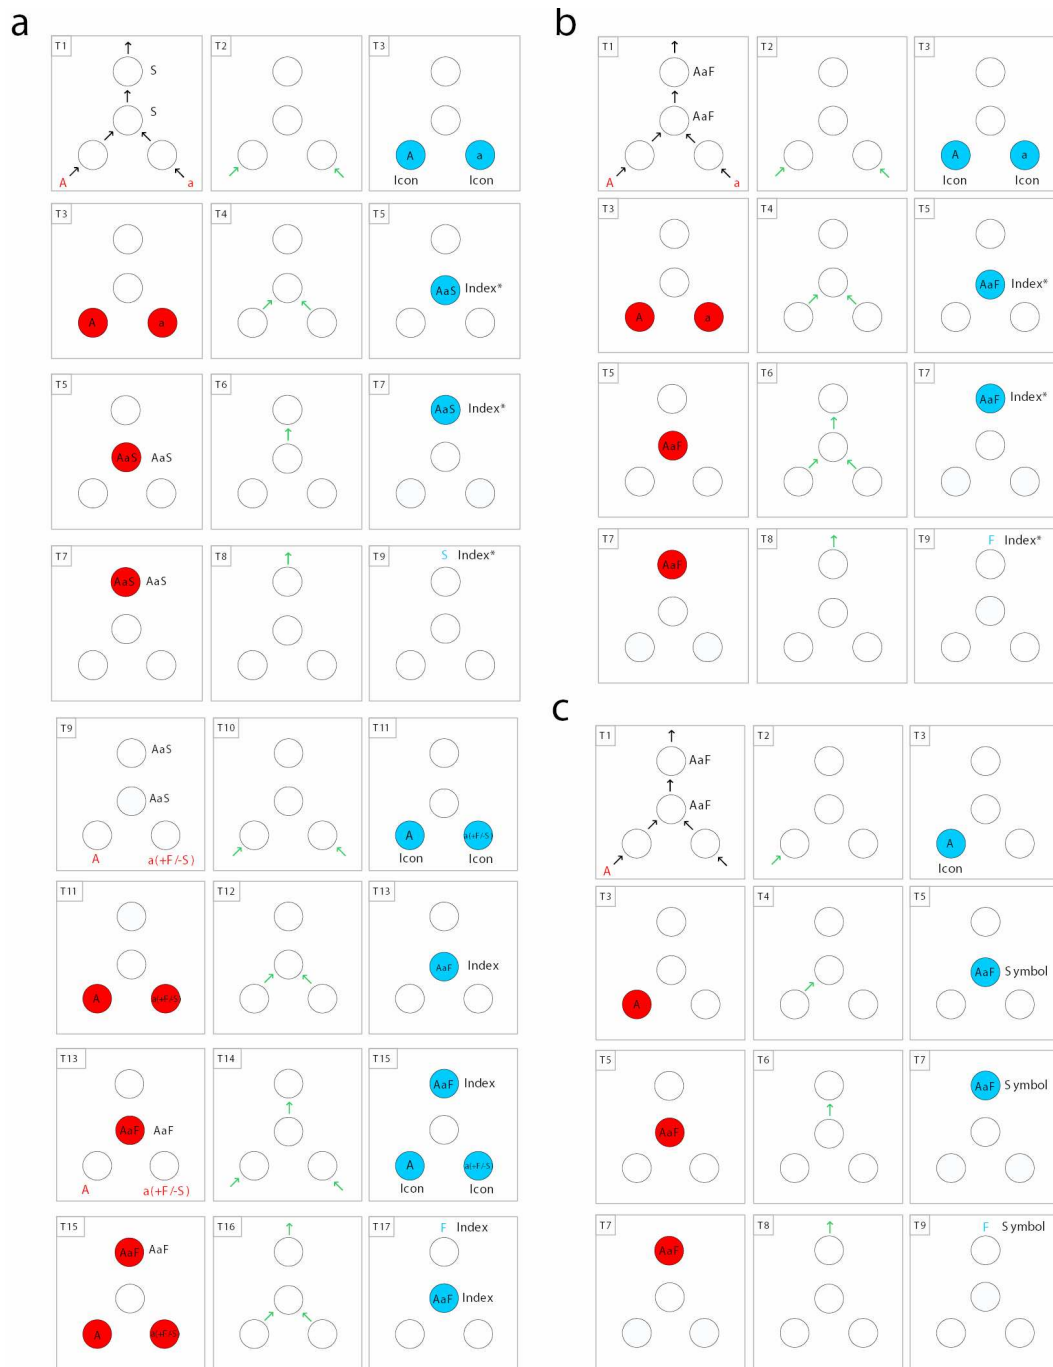 a
T1 T2 T3
S
S
A a
A a
Icon Icon
T3 T4 T5
AaS Index*
A a
T5 T6 T7
AaS Index*
AaS AaS
T7 T8 T9
S Index*
AaS AaS
T9 T10 T11
AaS
AaS
A a(+F/-S)
A a(+F/-S)
Icon Icon
T11 T12 T13
AaF Index
A a(+F/-S)
T13 T14 T15
AaF Index
AaF AaF
A a(+F/-S)
A a(+F/-S)
Icon Icon
T15 T16 T17
F Index
AaF AaF
AaF Index
A a(+F/-S)
b
T1 T2 T3
AaF
AaF
A a
A a
Icon Icon
T3 T4 T5
AaF Index*
A a
T5 T6 T7
AaF Index*
AaF
T7 T8 T9
F Index*
AaF
c
T1 T2 T3
AaF
AaF
A
A
Icon
T3 T4 T5
AaF Symbol
A
T5 T6 T7
AaF Symbol
AaF
T7 T8 T9
F Symbol
AaF